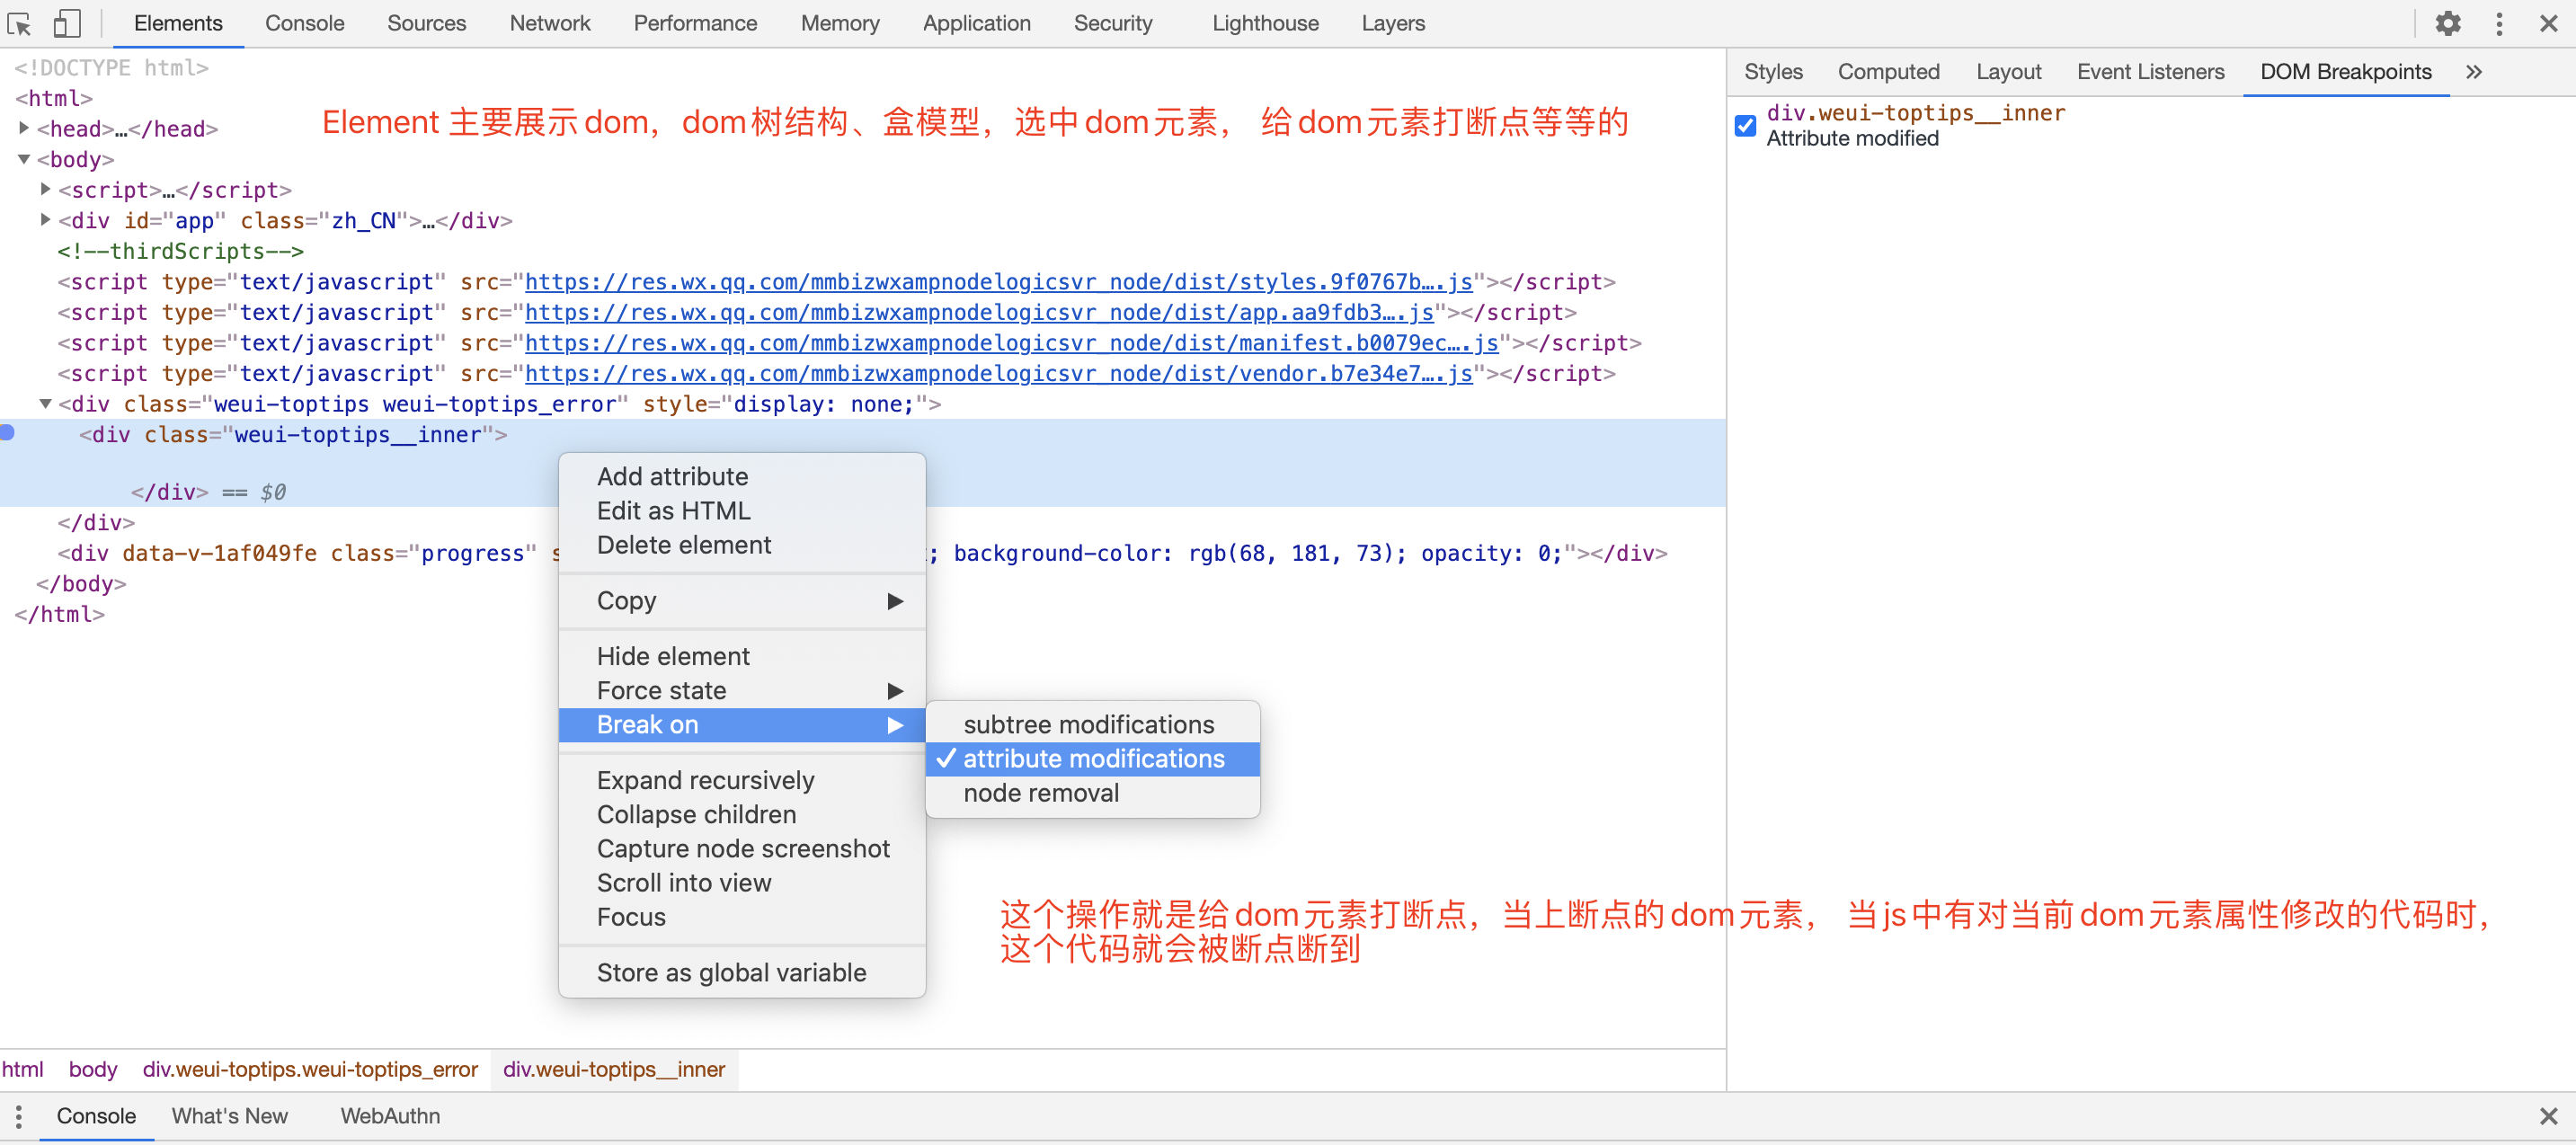 Elements Console Sources Network Performance Memory Application Security Lighthouse Layers
<!DOCTYPE html>
<html>
<head>…</head>
Element 主要展示dom，dom树结构、盒模型，选中dom元素， 给dom元素打断点等等的
<body>
<script>…</script>
<div id="app" class="zh_CN">…</div>
<!--thirdScripts-->
<script type="text/javascript" src="https://res.wx.qq.com/mmbizwxampnodelogicsvr_node/dist/styles.9f0767b….js"></script>
<script type="text/javascript" src="https://res.wx.qq.com/mmbizwxampnodelogicsvr_node/dist/app.aa9fdb3….js"></script>
<script type="text/javascript" src="https://res.wx.qq.com/mmbizwxampnodelogicsvr_node/dist/manifest.b0079ec….js"></script>
<script type="text/javascript" src="https://res.wx.qq.com/mmbizwxampnodelogicsvr_node/dist/vendor.b7e34e7….js"></script>
<div class="weui-toptips weui-toptips_error" style="display: none;">
<div class="weui-toptips__inner">
</div> == $0
</div>
<div data-v-1af049fe class="progress" s ; background-color: rgb(68, 181, 73); opacity: 0;"></div>
</body>
</html>
Add attribute
Edit as HTML
Delete element
Copy
Hide element
Force state
Break on
Expand recursively
Collapse children
Capture node screenshot
Scroll into view
Focus
Store as global variable
subtree modifications
✓ attribute modifications
node removal
这个操作就是给dom元素打断点，当上断点的dom元素， 当js中有对当前dom元素属性修改的代码时，
这个代码就会被断点断到
Styles Computed Layout Event Listeners DOM Breakpoints »
div.weui-toptips__inner
Attribute modified
html body div.weui-toptips.weui-toptips_error div.weui-toptips__inner
Console What's New WebAuthn